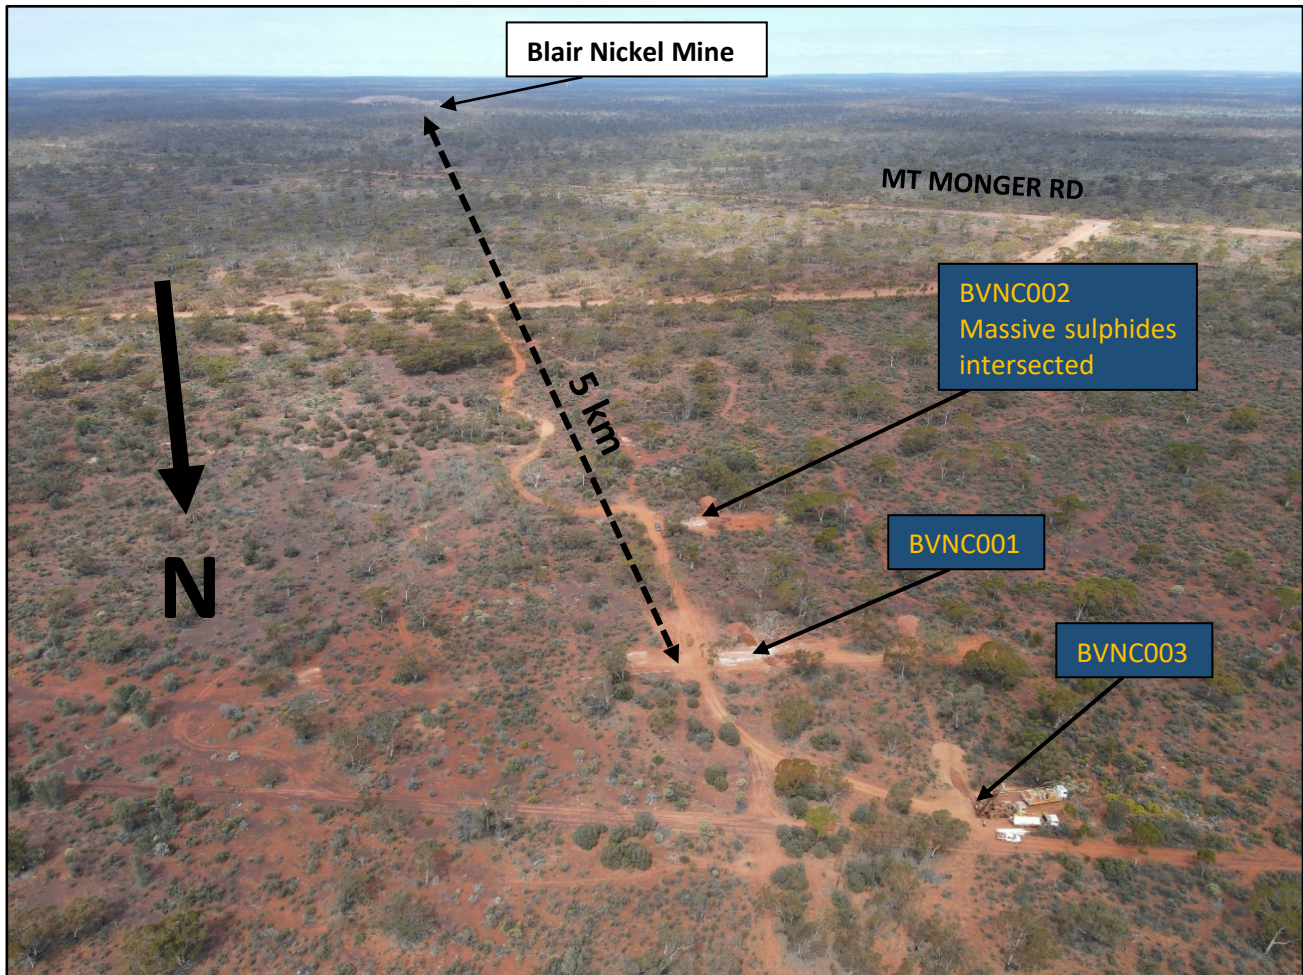 Blair Nickel Mine
MT MONGER RD
BVNC002
Massive sulphides
intersected
5 km
BVNC001
N
BVNC003